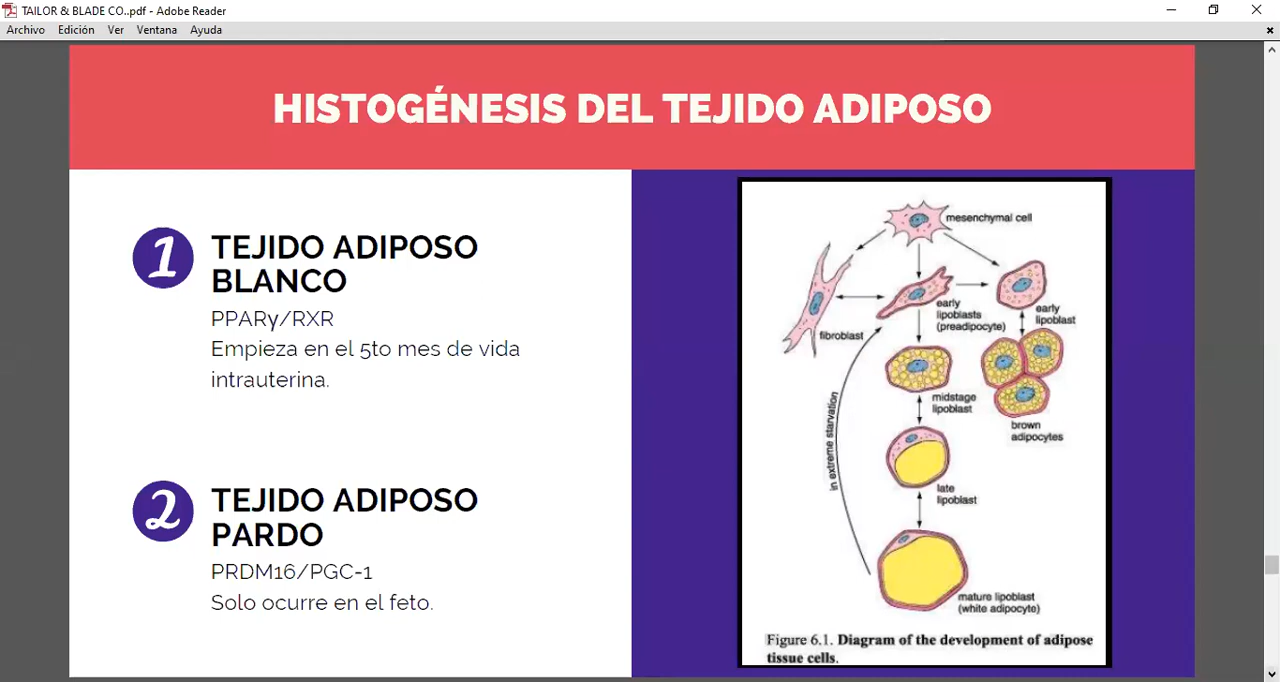 TAILOR & BLADE CO..pdf - Adobe Reader
Archivo Edición Ver Ventana Ayuda
HISTOGÉNESIS DEL TEJIDO ADIPOSO
1
TEJIDO ADIPOSO
BLANCO
PPARγ/RXR
Empieza en el 5to mes de vida
intrauterina.
2
TEJIDO ADIPOSO
PARDO
PRDM16/PGC-1
Solo ocurre en el feto.
mesenchymal cell
fibroblast
early
lipoblasts
(preadipocyte)
early
lipoblast
midstage
lipoblast
brown
adipocytes
in extreme starvation
late
lipoblast
mature lipoblast
(white adipocyte)
Figure 6.1. Diagram of the development of adipose
tissue cells.